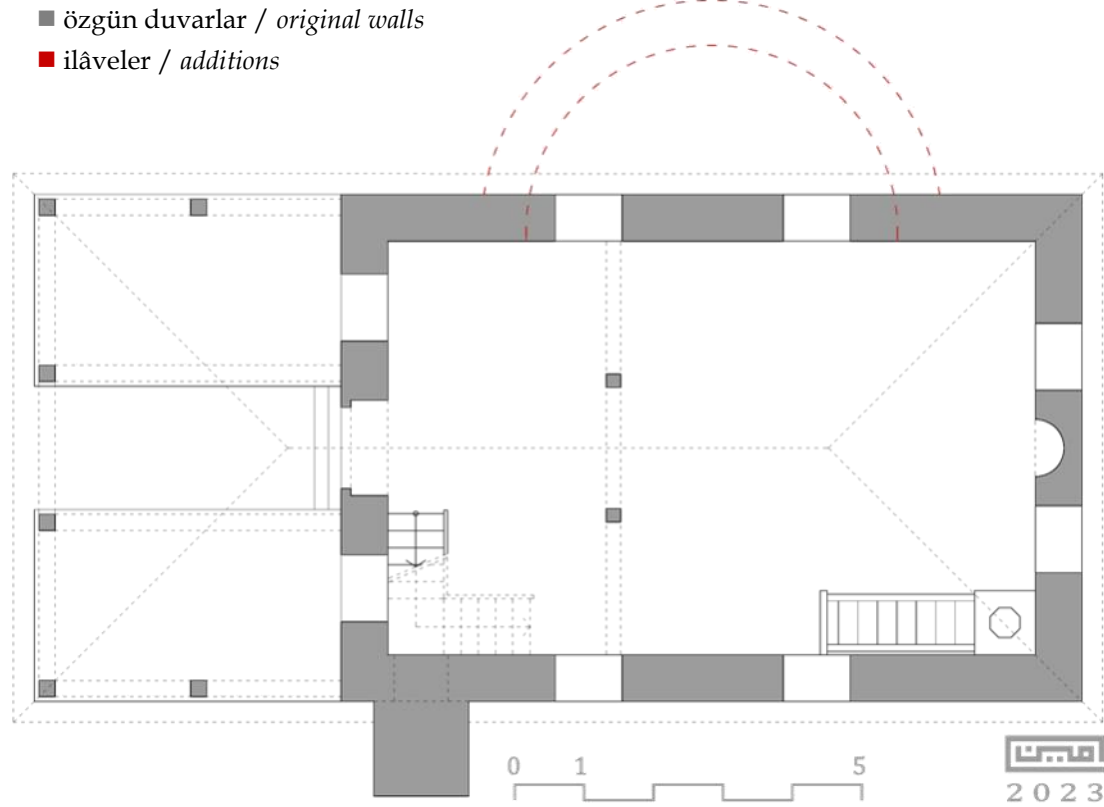 özgün duvarlar / original walls
ilâveler / additions
0 1 5
2023